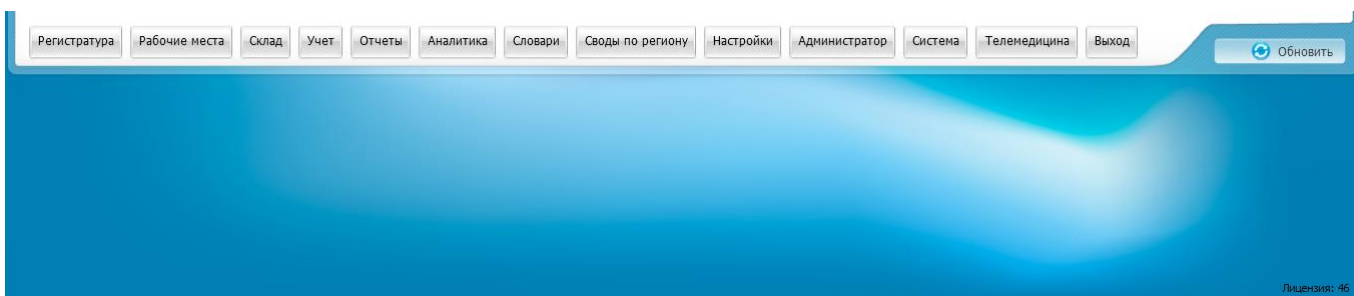 Регистратура Рабочие места Склад Учет Отчеты Аналитика Словари Своды по региону Настройки Администратор Система Телемедицина Выход Обновить
Лицензия: 46